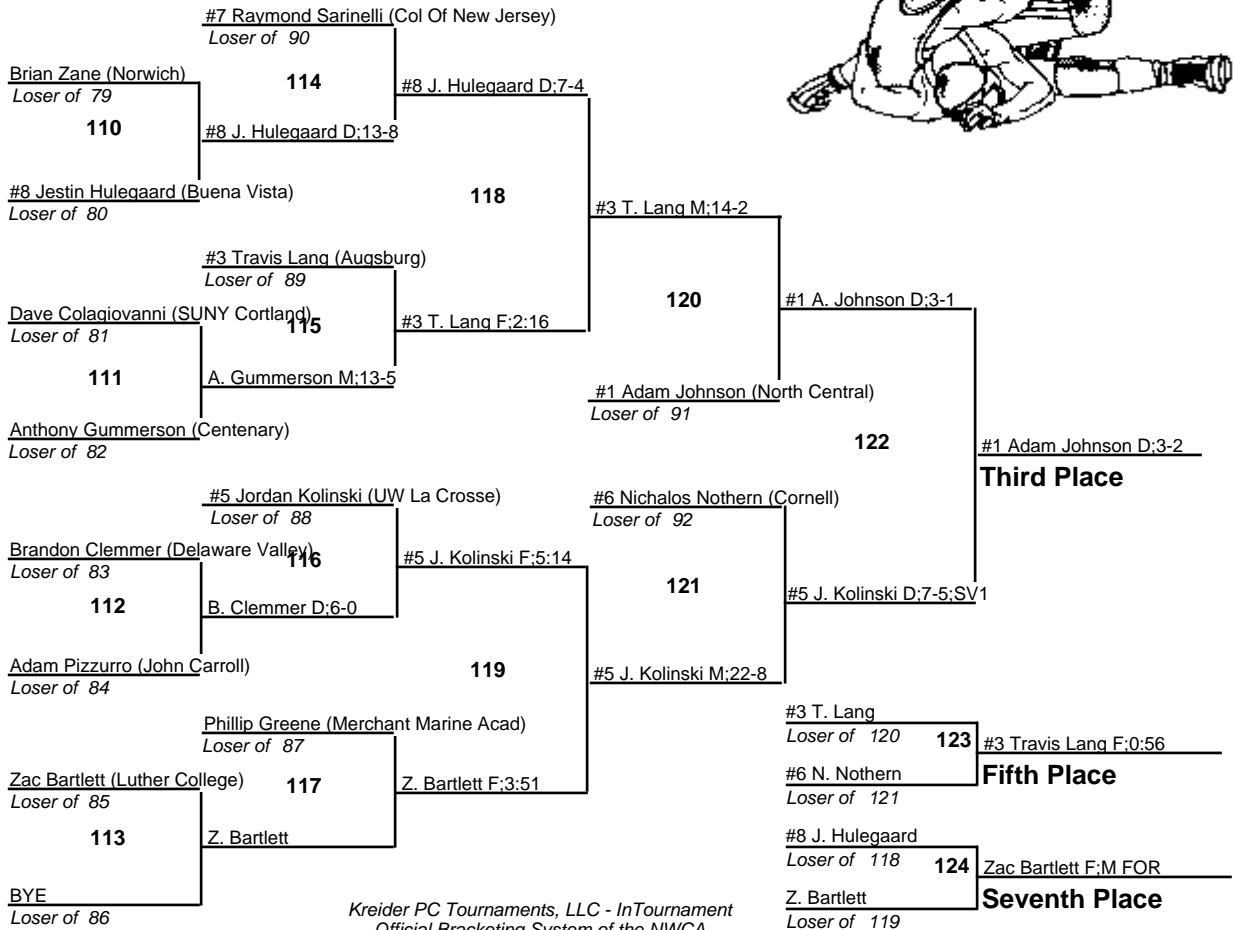 #7 Raymond Sarinelli (Col Of New Jersey)
Loser of 90
Brian Zane (Norwich)
Loser of 79
114
#8 J. Hulegaard D;7-4
110
#8 J. Hulegaard D;13-8
#8 Jestin Hulegaard (Buena Vista)
Loser of 80
118
#3 T. Lang M;14-2
#3 Travis Lang (Augsburg)
Loser of 89
Dave Colagiovanni (SUNY Cortland)
Loser of 81
115
#3 T. Lang F;2:16
120
#1 A. Johnson D;3-1
111
A. Gummerson M;13-5
#1 Adam Johnson (North Central)
Loser of 91
Anthony Gummerson (Centenary)
Loser of 82
122
#1 Adam Johnson D;3-2
Third Place
#5 Jordan Kolinski (UW La Crosse)
Loser of 88
#6 Nichalos Nothern (Cornell)
Loser of 92
Brandon Clemmer (Delaware Valley)
Loser of 83
116
#5 J. Kolinski F;5:14
121
#5 J. Kolinski D;7-5;SV1
112
B. Clemmer D;6-0
Adam Pizzurro (John Carroll)
Loser of 84
119
#5 J. Kolinski M;22-8
Phillip Greene (Merchant Marine Acad)
Loser of 87
#3 T. Lang
Loser of 120
123
#3 Travis Lang F;0:56
Fifth Place
#6 N. Nothern
Loser of 121
Zac Bartlett (Luther College)
Loser of 85
117
Z. Bartlett F;3:51
113
Z. Bartlett
#8 J. Hulegaard
Loser of 118
124
Zac Bartlett F;M FOR
Seventh Place
Z. Bartlett
Loser of 119
BYE
Loser of 86
Kreider PC Tournaments, LLC - InTournament
Official Bracketing System of the NWCA